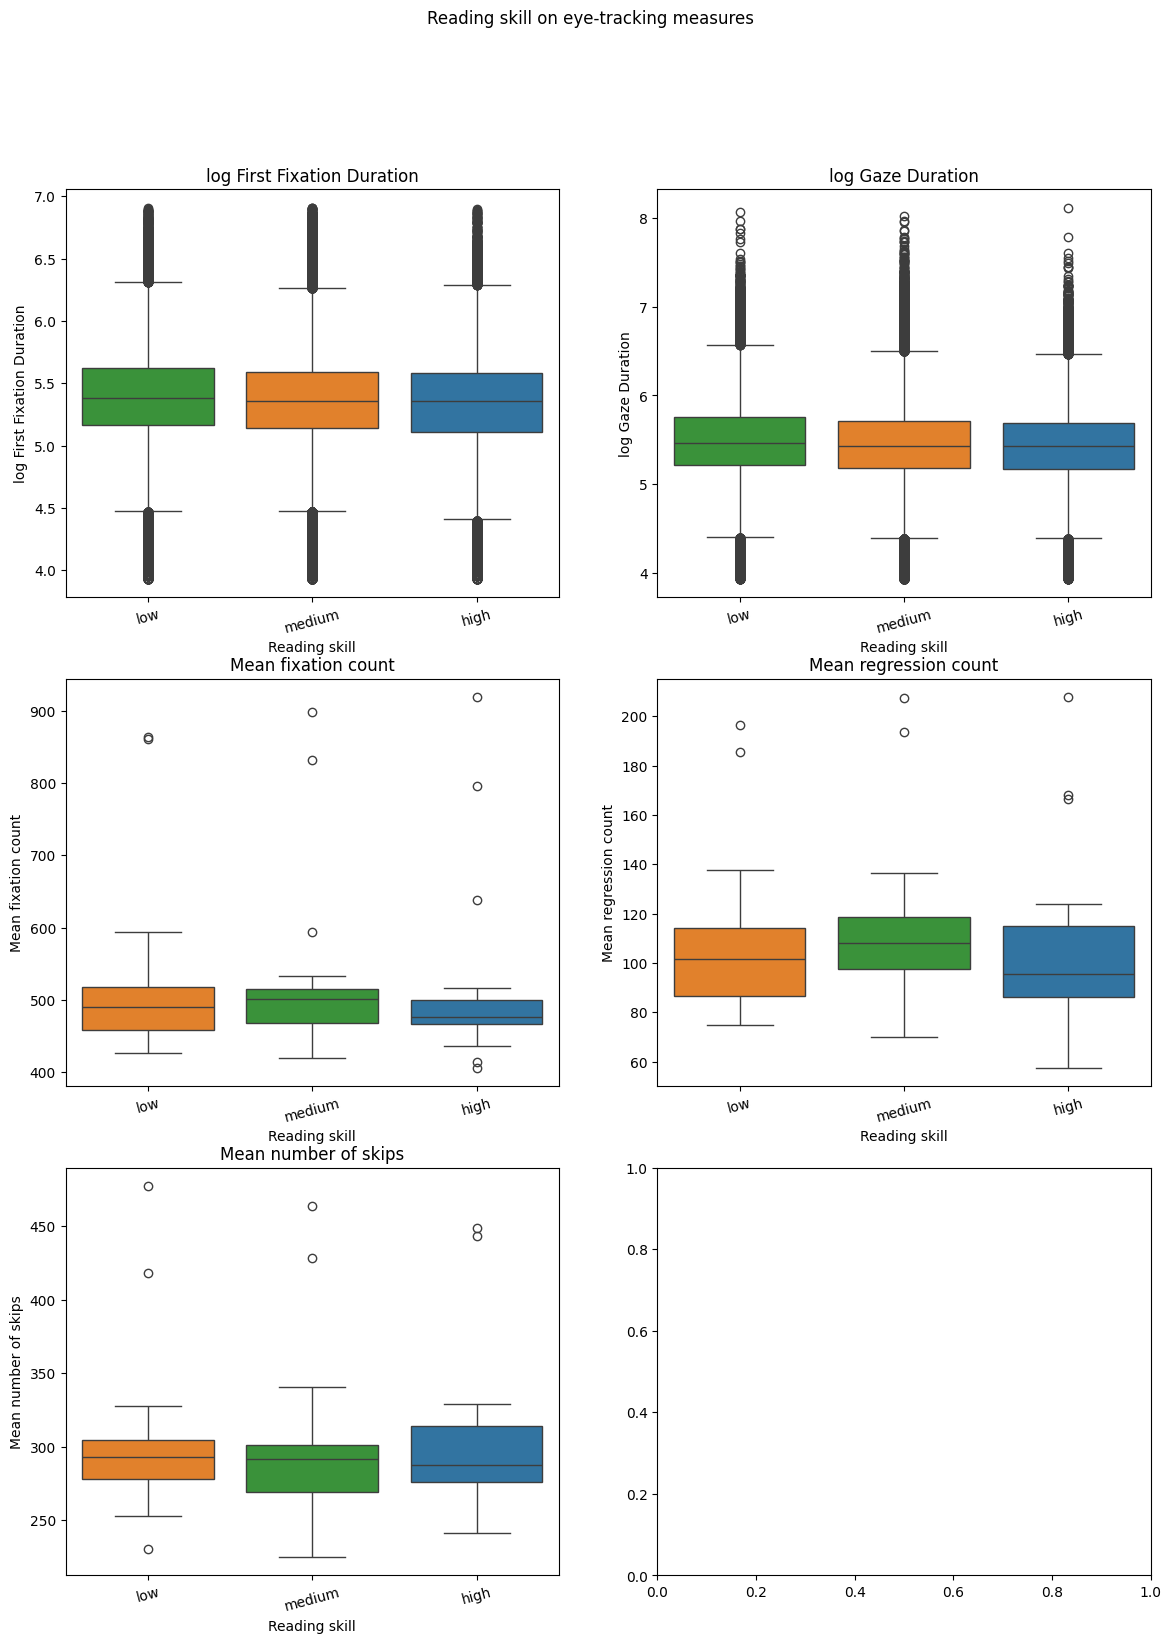 Reading skill on eye-tracking measures
log First Fixation Duration
log First Fixation Duration
7.0
6.5
6.0
5.5
5.0
4.5
4.0
low medium high
Reading skill
log Gaze Duration
log Gaze Duration
8
7
6
5
4
low medium high
Reading skill
Mean fixation count
Mean fixation count
900
800
700
600
500
400
low medium high
Reading skill
Mean regression count
Mean regression count
200
180
160
140
120
100
80
60
low medium high
Reading skill
Mean number of skips
Mean number of skips
450
400
350
300
250
low medium high
Reading skill
1.0
0.8
0.6
0.4
0.2
0.0
0.0 0.2 0.4 0.6 0.8 1.0